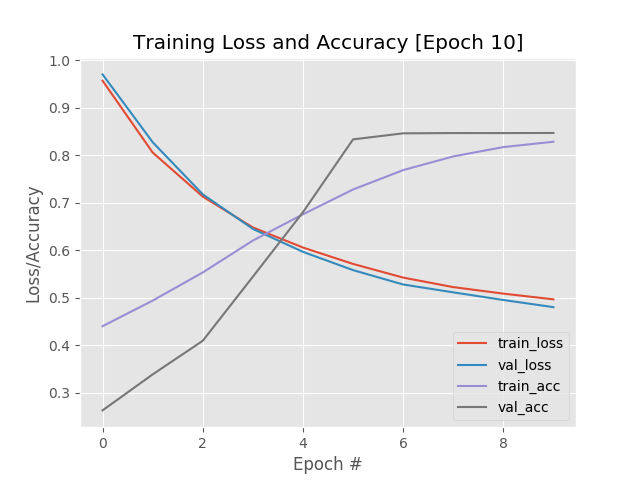 Training Loss and Accuracy [Epoch 10]
1.0
0.9
0.8
0.7
0.6
0.5
0.4
0.3
Loss/Accuracy
train_loss
val_loss
train_acc
val_acc
0 2 4 6 8
Epoch #